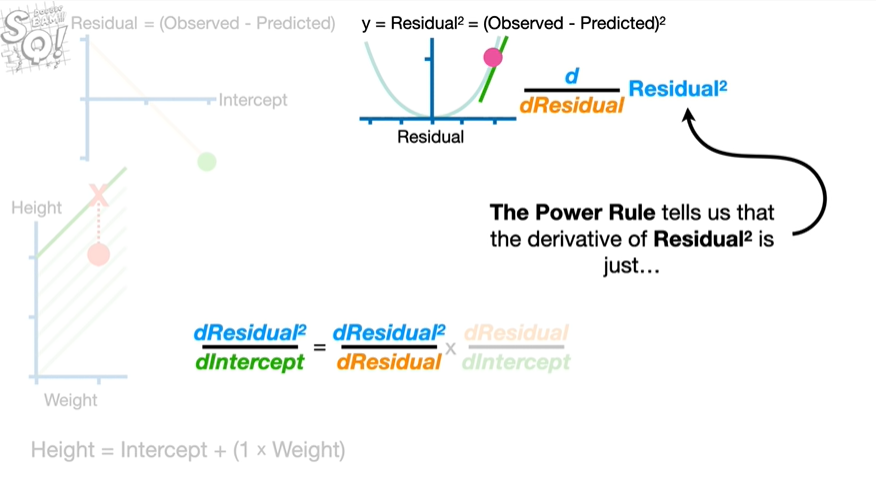 SQ!
Residual = (Observed - Predicted)
y = Residual² = (Observed - Predicted)²
Intercept
Residual
d
dResidual
Residual²
Height
The Power Rule tells us that
the derivative of Residual² is
just…
dResidual² = dResidual² x dResidual
dIntercept dResidual dIntercept
Weight
Height = Intercept + (1 x Weight)